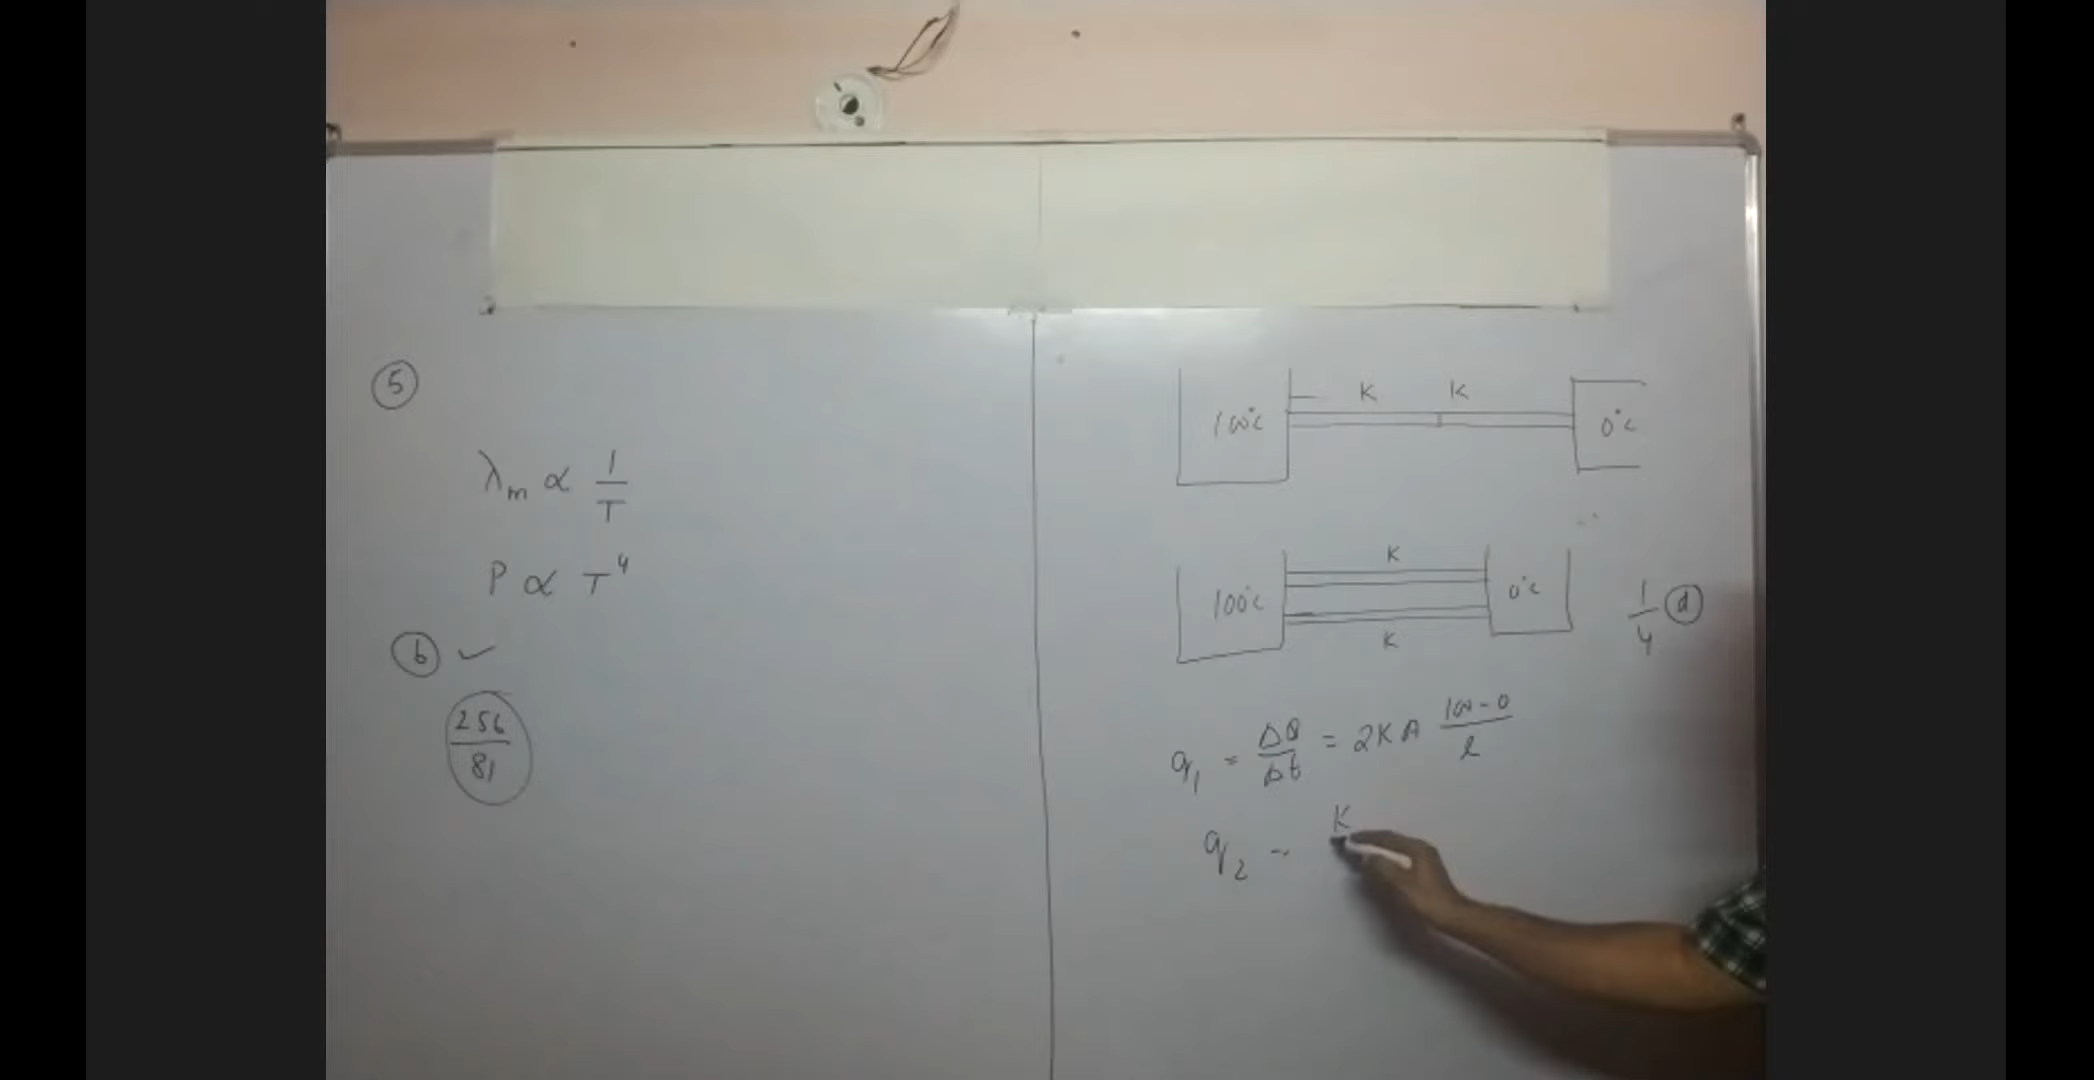 5
λm ∝ 1/T
P ∝ T⁴
b ✓
256/81
K K
100°C 0°C
K
100°C 0°C
K
1/4 d
q₁ = ΔQ/Δt = 2KA (100-0)/l
q₂ = K